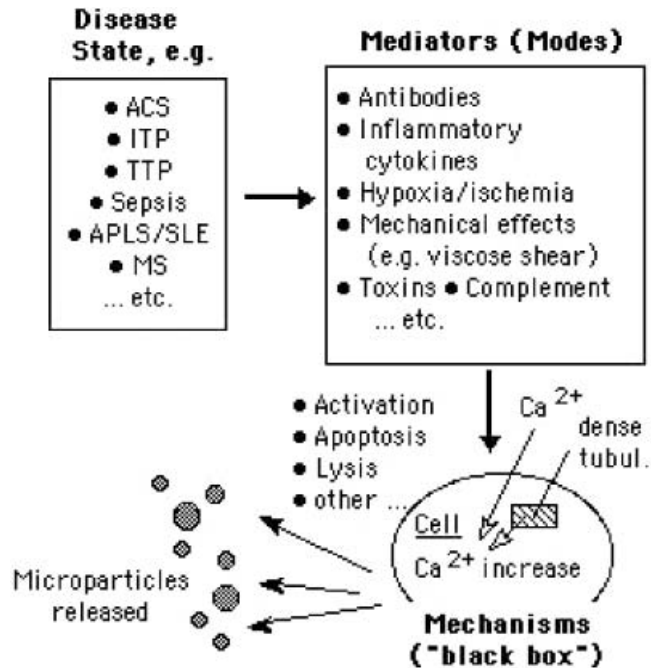 Disease
State, e.g.
● ACS
● ITP
● TTP
● Sepsis
● APLS/SLE
● MS
... etc.
Mediators (Modes)
● Antibodies
● Inflammatory
cytokines
● Hypoxia/ischemia
● Mechanical effects
(e.g. viscose shear)
● Toxins ● Complement
... etc.
● Activation
● Apoptosis
● Lysis
● other ...
Ca 2+
dense
tubul.
Cell
Ca 2+ increase
Microparticles
released
Mechanisms
("black box")